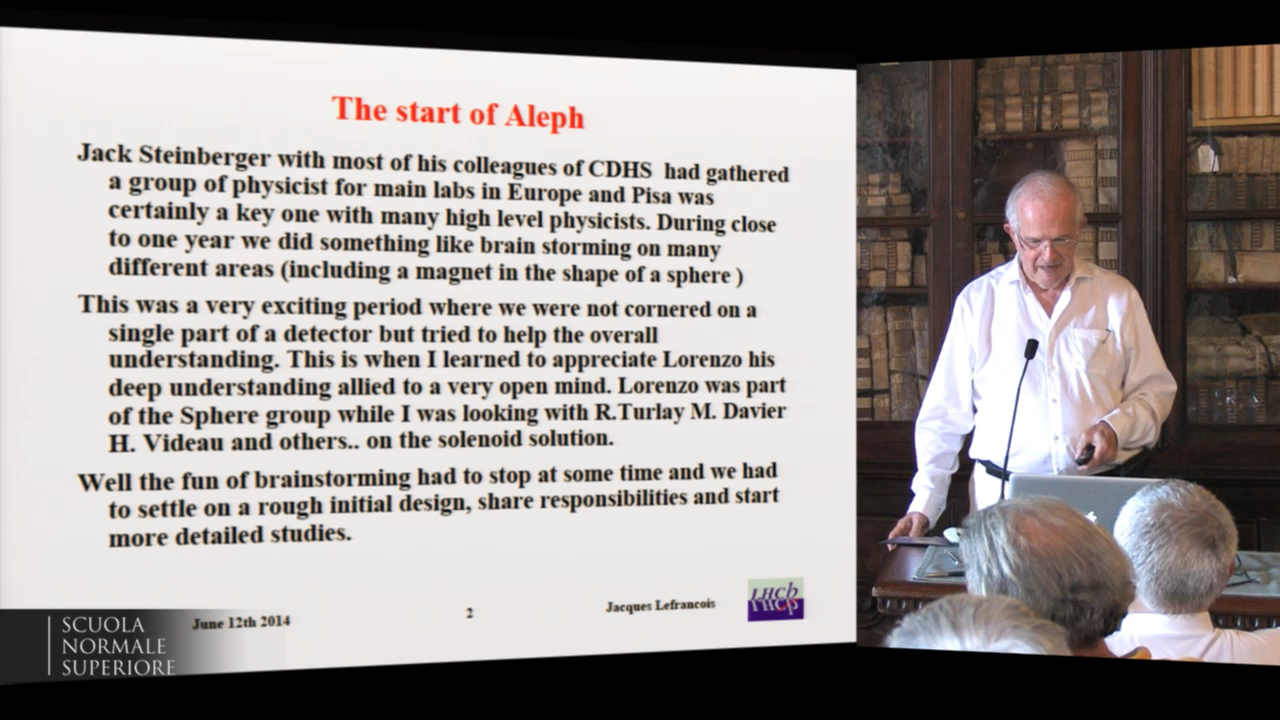 The start of Aleph
Jack Steinberger with most of his colleagues of CDHS had gathered
a group of physicist for main labs in Europe and Pisa was
certainly a key one with many high level physicists. During close
to one year we did something like brain storming on many
different areas (including a magnet in the shape of a sphere )
This was a very exciting period where we were not cornered on a
single part of a detector but tried to help the overall
understanding. This is when I learned to appreciate Lorenzo his
deep understanding allied to a very open mind. Lorenzo was part
of the Sphere group while I was looking with R.Turlay M. Davier
H. Videau and others.. on the solenoid solution.
Well the fun of brainstorming had to stop at some time and we had
to settle on a rough initial design, share responsibilities and start
more detailed studies.
June 12th 2014
2
Jacques Lefrancois
LHCb
LHCp
SCUOLA
NORMALE
SUPERIORE